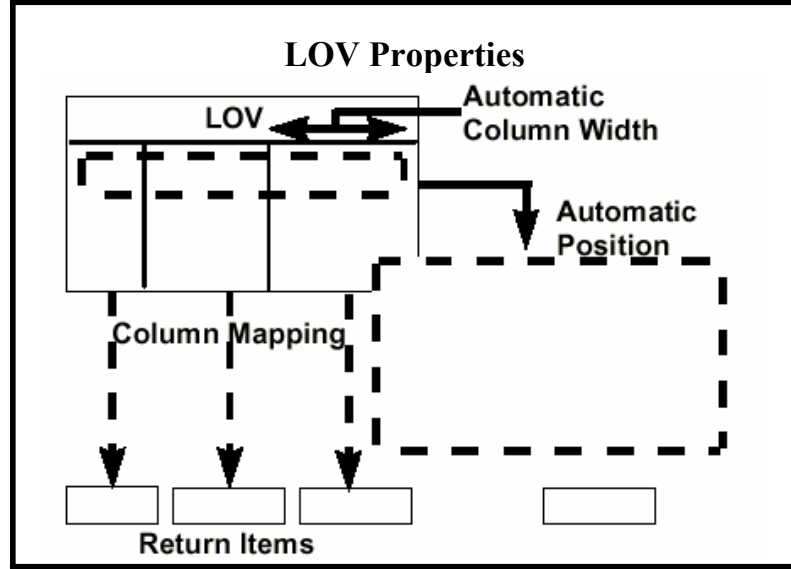 LOV Properties
LOV
Automatic
Column Width
Automatic
Position
Column Mapping
Return Items